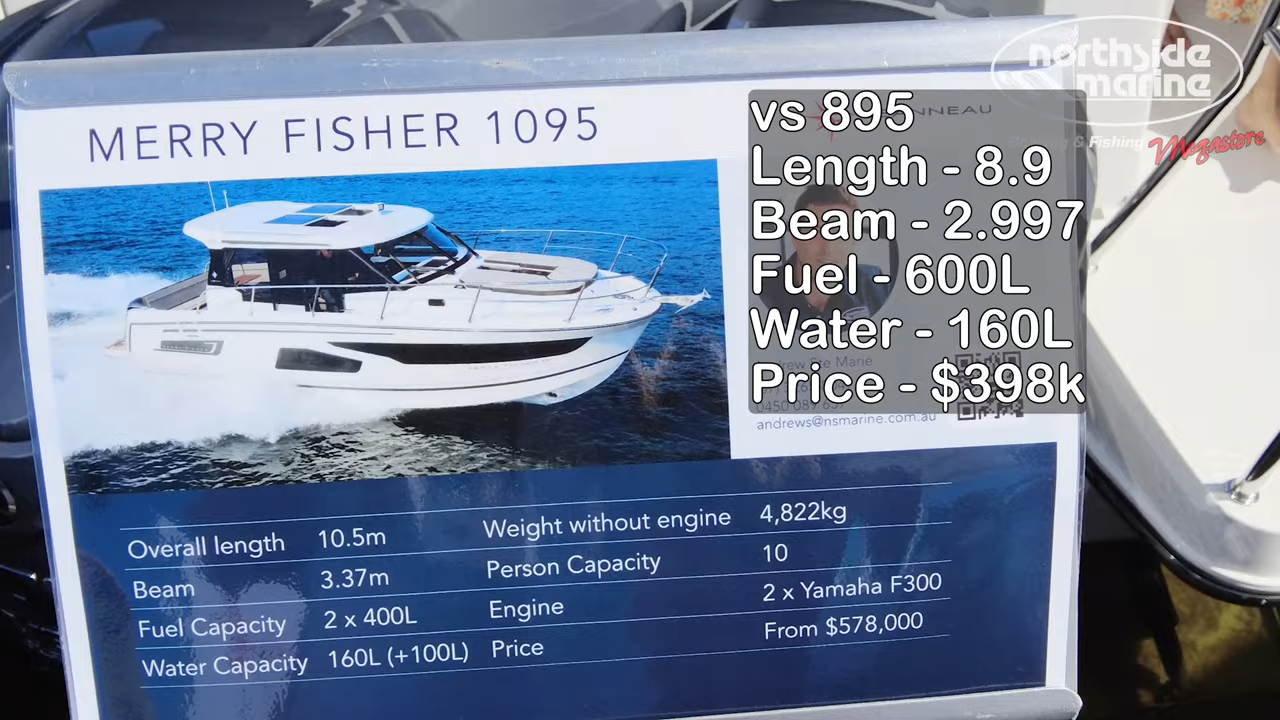 northside
marine
& Fishing
Megastore
MERRY FISHER 1095
NNEAU
vs 895
Length - 8.9
Beam - 2.997
Fuel - 600L
Water - 160L
Price - $398k
andrews@nsmarine.com.au
Overall length 10.5m
Beam 3.37m
Fuel Capacity 2 x 400L
Water Capacity 160L (+100L)
Weight without engine 4,822kg
Person Capacity 10
Engine 2 x Yamaha F300
Price From $578,000